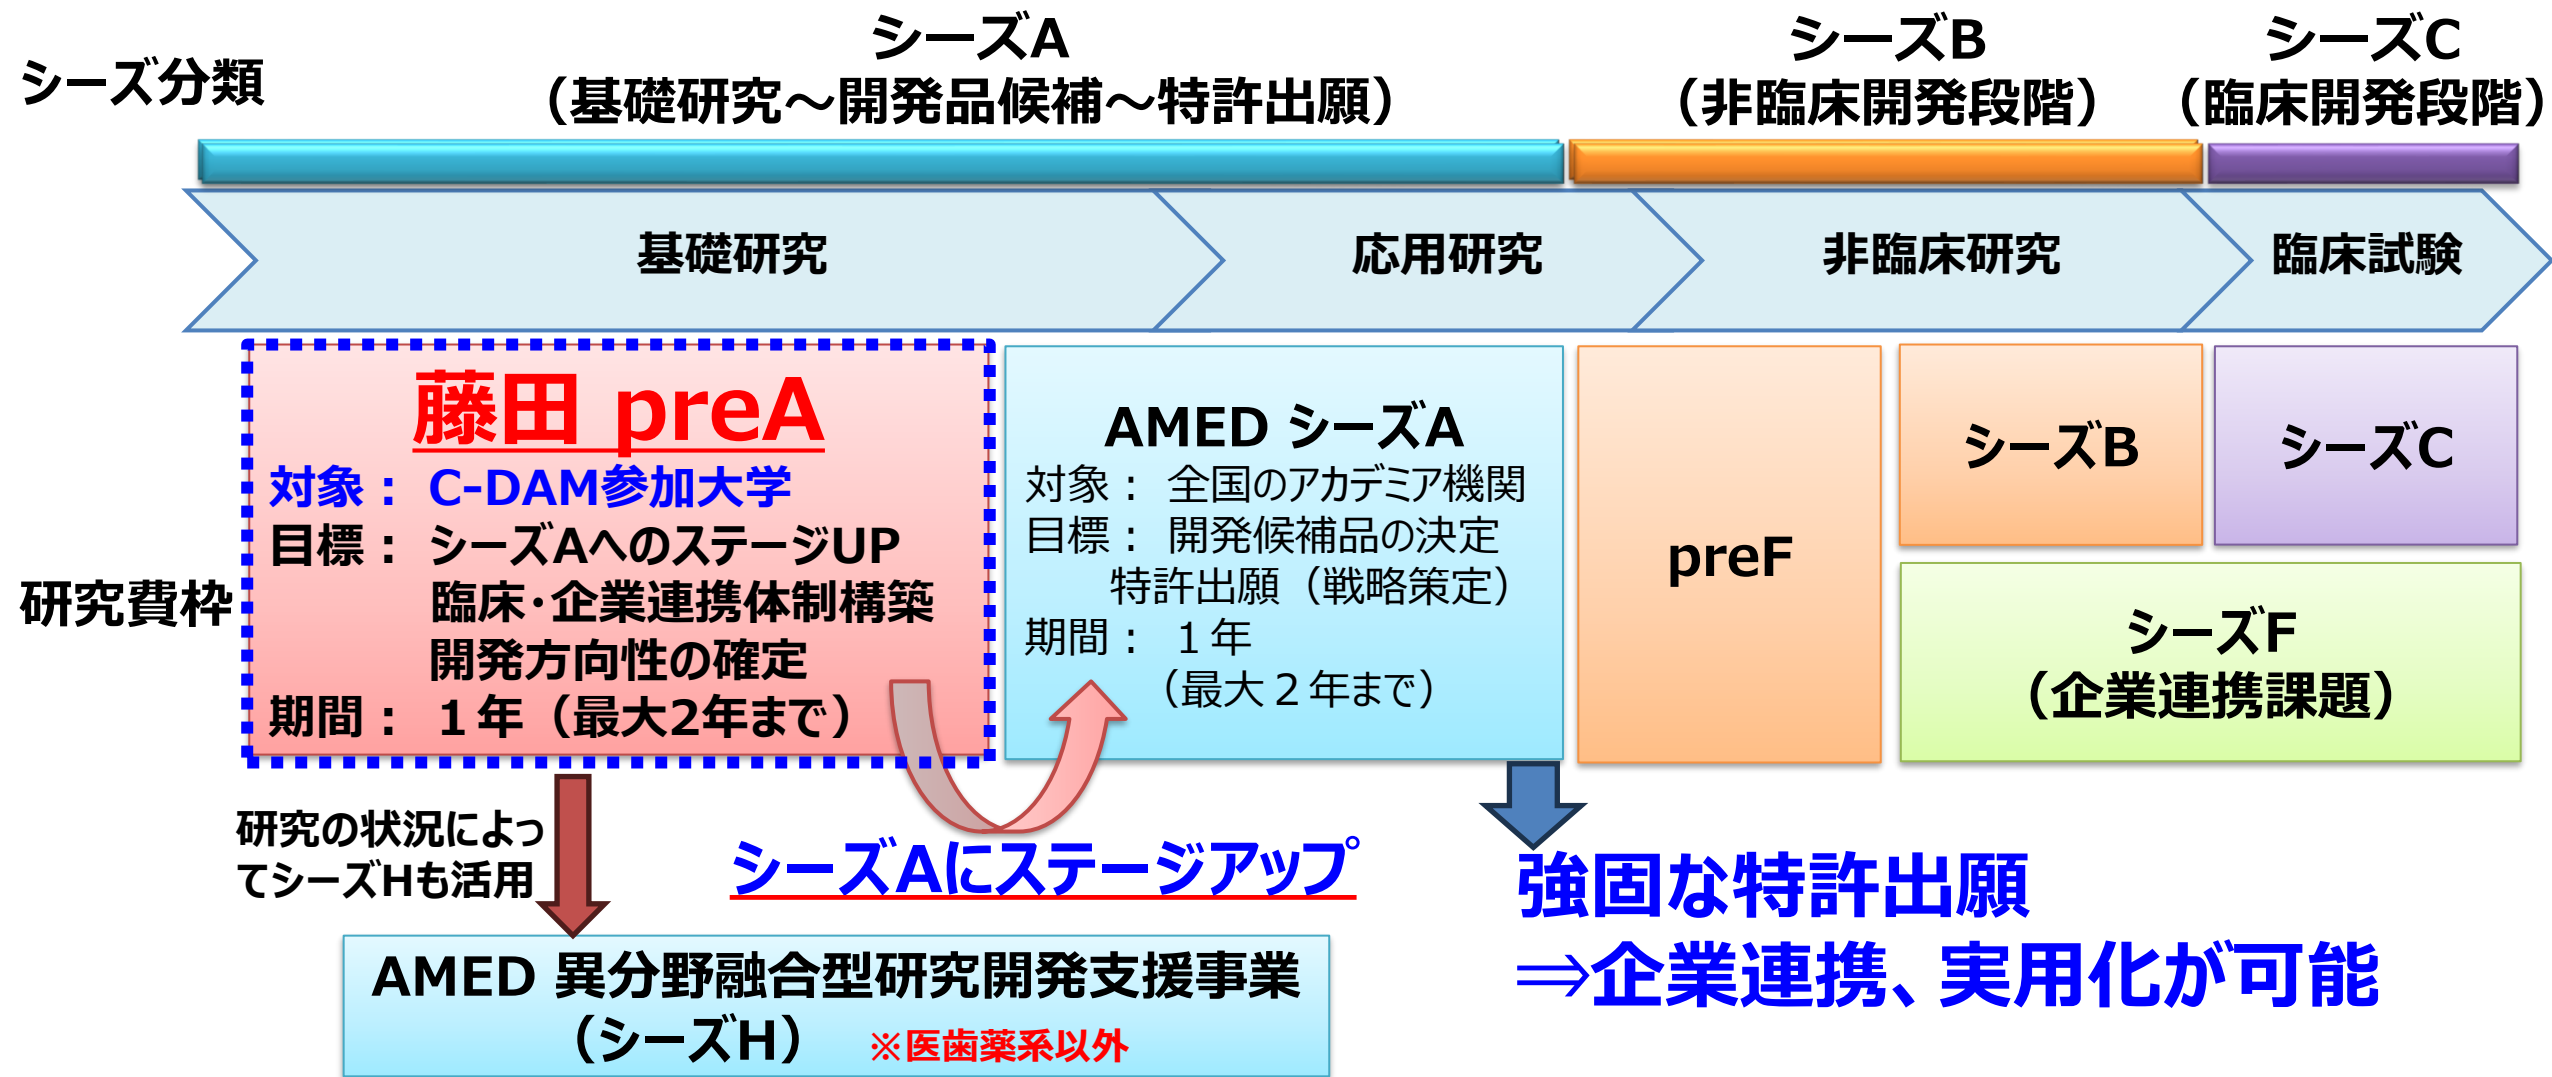 シーズ分類
シーズA
（基礎研究～開発品候補～特許出願）
シーズB
（非臨床開発段階）
シーズC
（臨床開発段階）
基礎研究
応用研究
非臨床研究
臨床試験
研究費枠
藤田 preA
対象： C-DAM参加大学
目標： シーズAへのステージUP
臨床･企業連携体制構築
開発方向性の確定
期間： １年（最大2年まで）
AMED シーズA
対象： 全国のアカデミア機関
目標： 開発候補品の決定
特許出願（戦略策定）
期間： １年
（最大２年まで）
preF
シーズB
シーズC
シーズF
（企業連携課題）
研究の状況によっ
てシーズHも活用
シーズAにステージアップ
強固な特許出願
⇒企業連携、実用化が可能
AMED 異分野融合型研究開発支援事業
（シーズH） ※医歯薬系以外